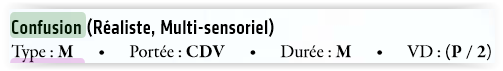 Confusion (Réaliste, Multi-sensoriel)
Type : M • Portée : CDV • Durée : M • VD : (P / 2)